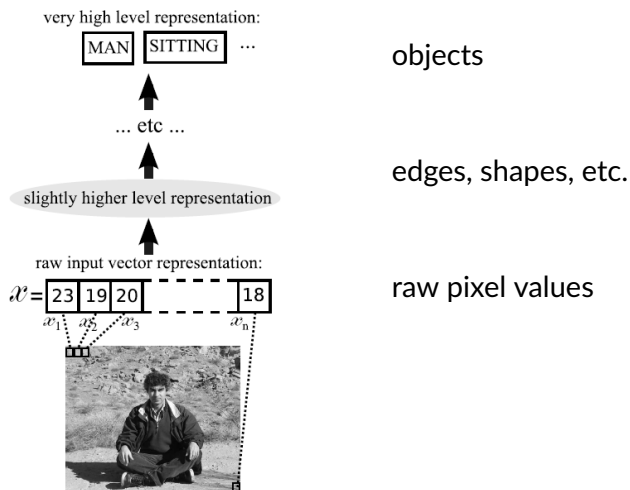 very high level representation:
MAN SITTING ...
objects
... etc ...
edges, shapes, etc.
slightly higher level representation
raw input vector representation:
raw pixel values
x = 23 19 20 18
x1 x2 x3 xn